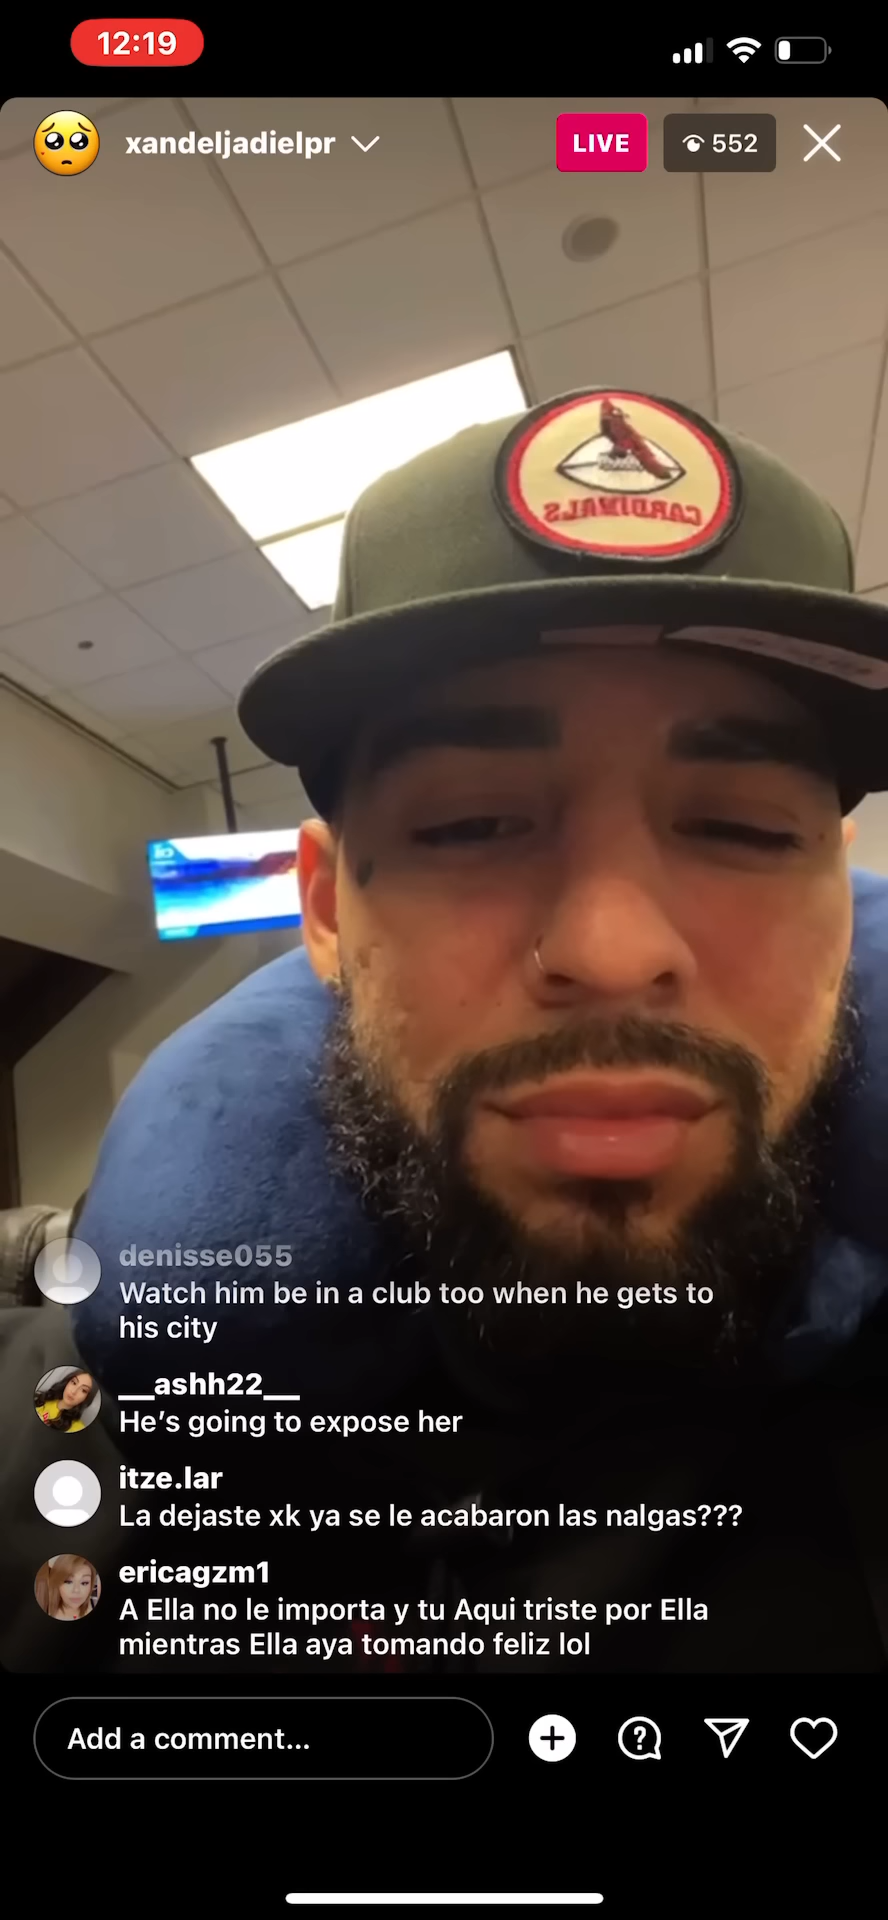 12:19
xandeljadielpr
LIVE
552
CARDINALS
denisse055
Watch him be in a club too when he gets to
his city
__ashh22__
He’s going to expose her
itze.lar
La dejaste xk ya se le acabaron las nalgas???
ericagzm1
A Ella no le importa y tu Aqui triste por Ella
mientras Ella aya tomando feliz lol
Add a comment...